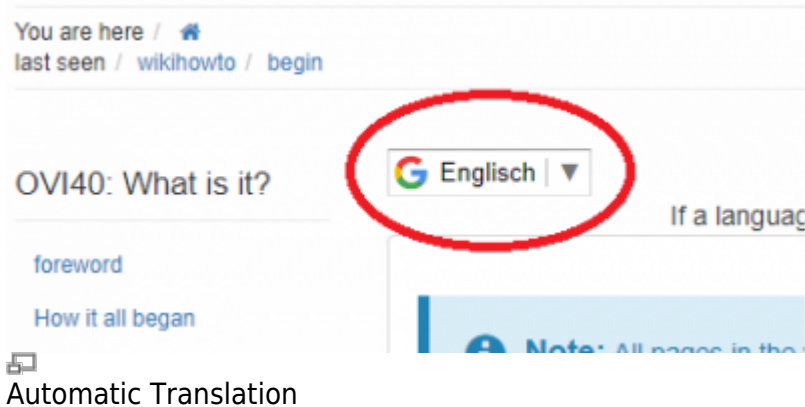 You are here /
last seen / wikihowto / begin
OVI40: What is it?
Englisch
If a languag
foreword
How it all began
Note: All pages in the
Automatic Translation